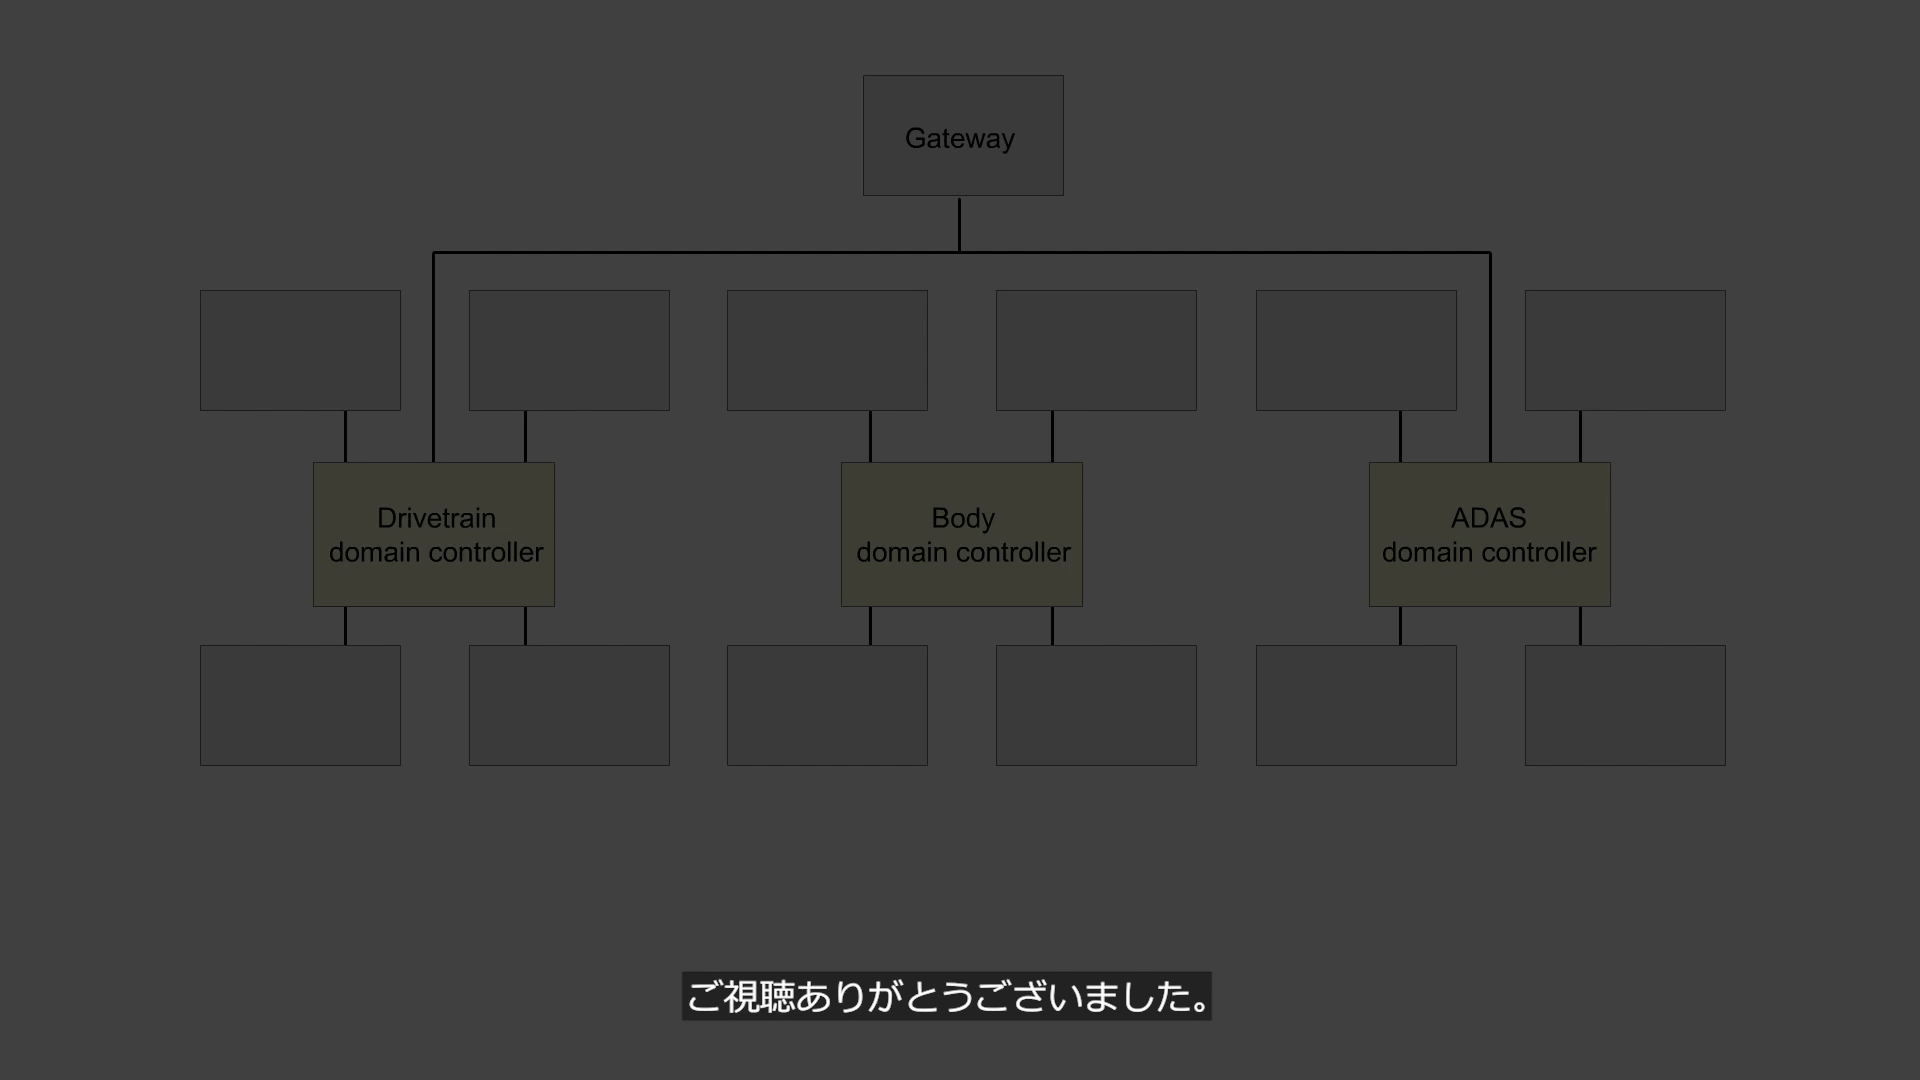 Gateway
Drivetrain
domain controller
Body
domain controller
ADAS
domain controller
ご視聴ありがとうございました。